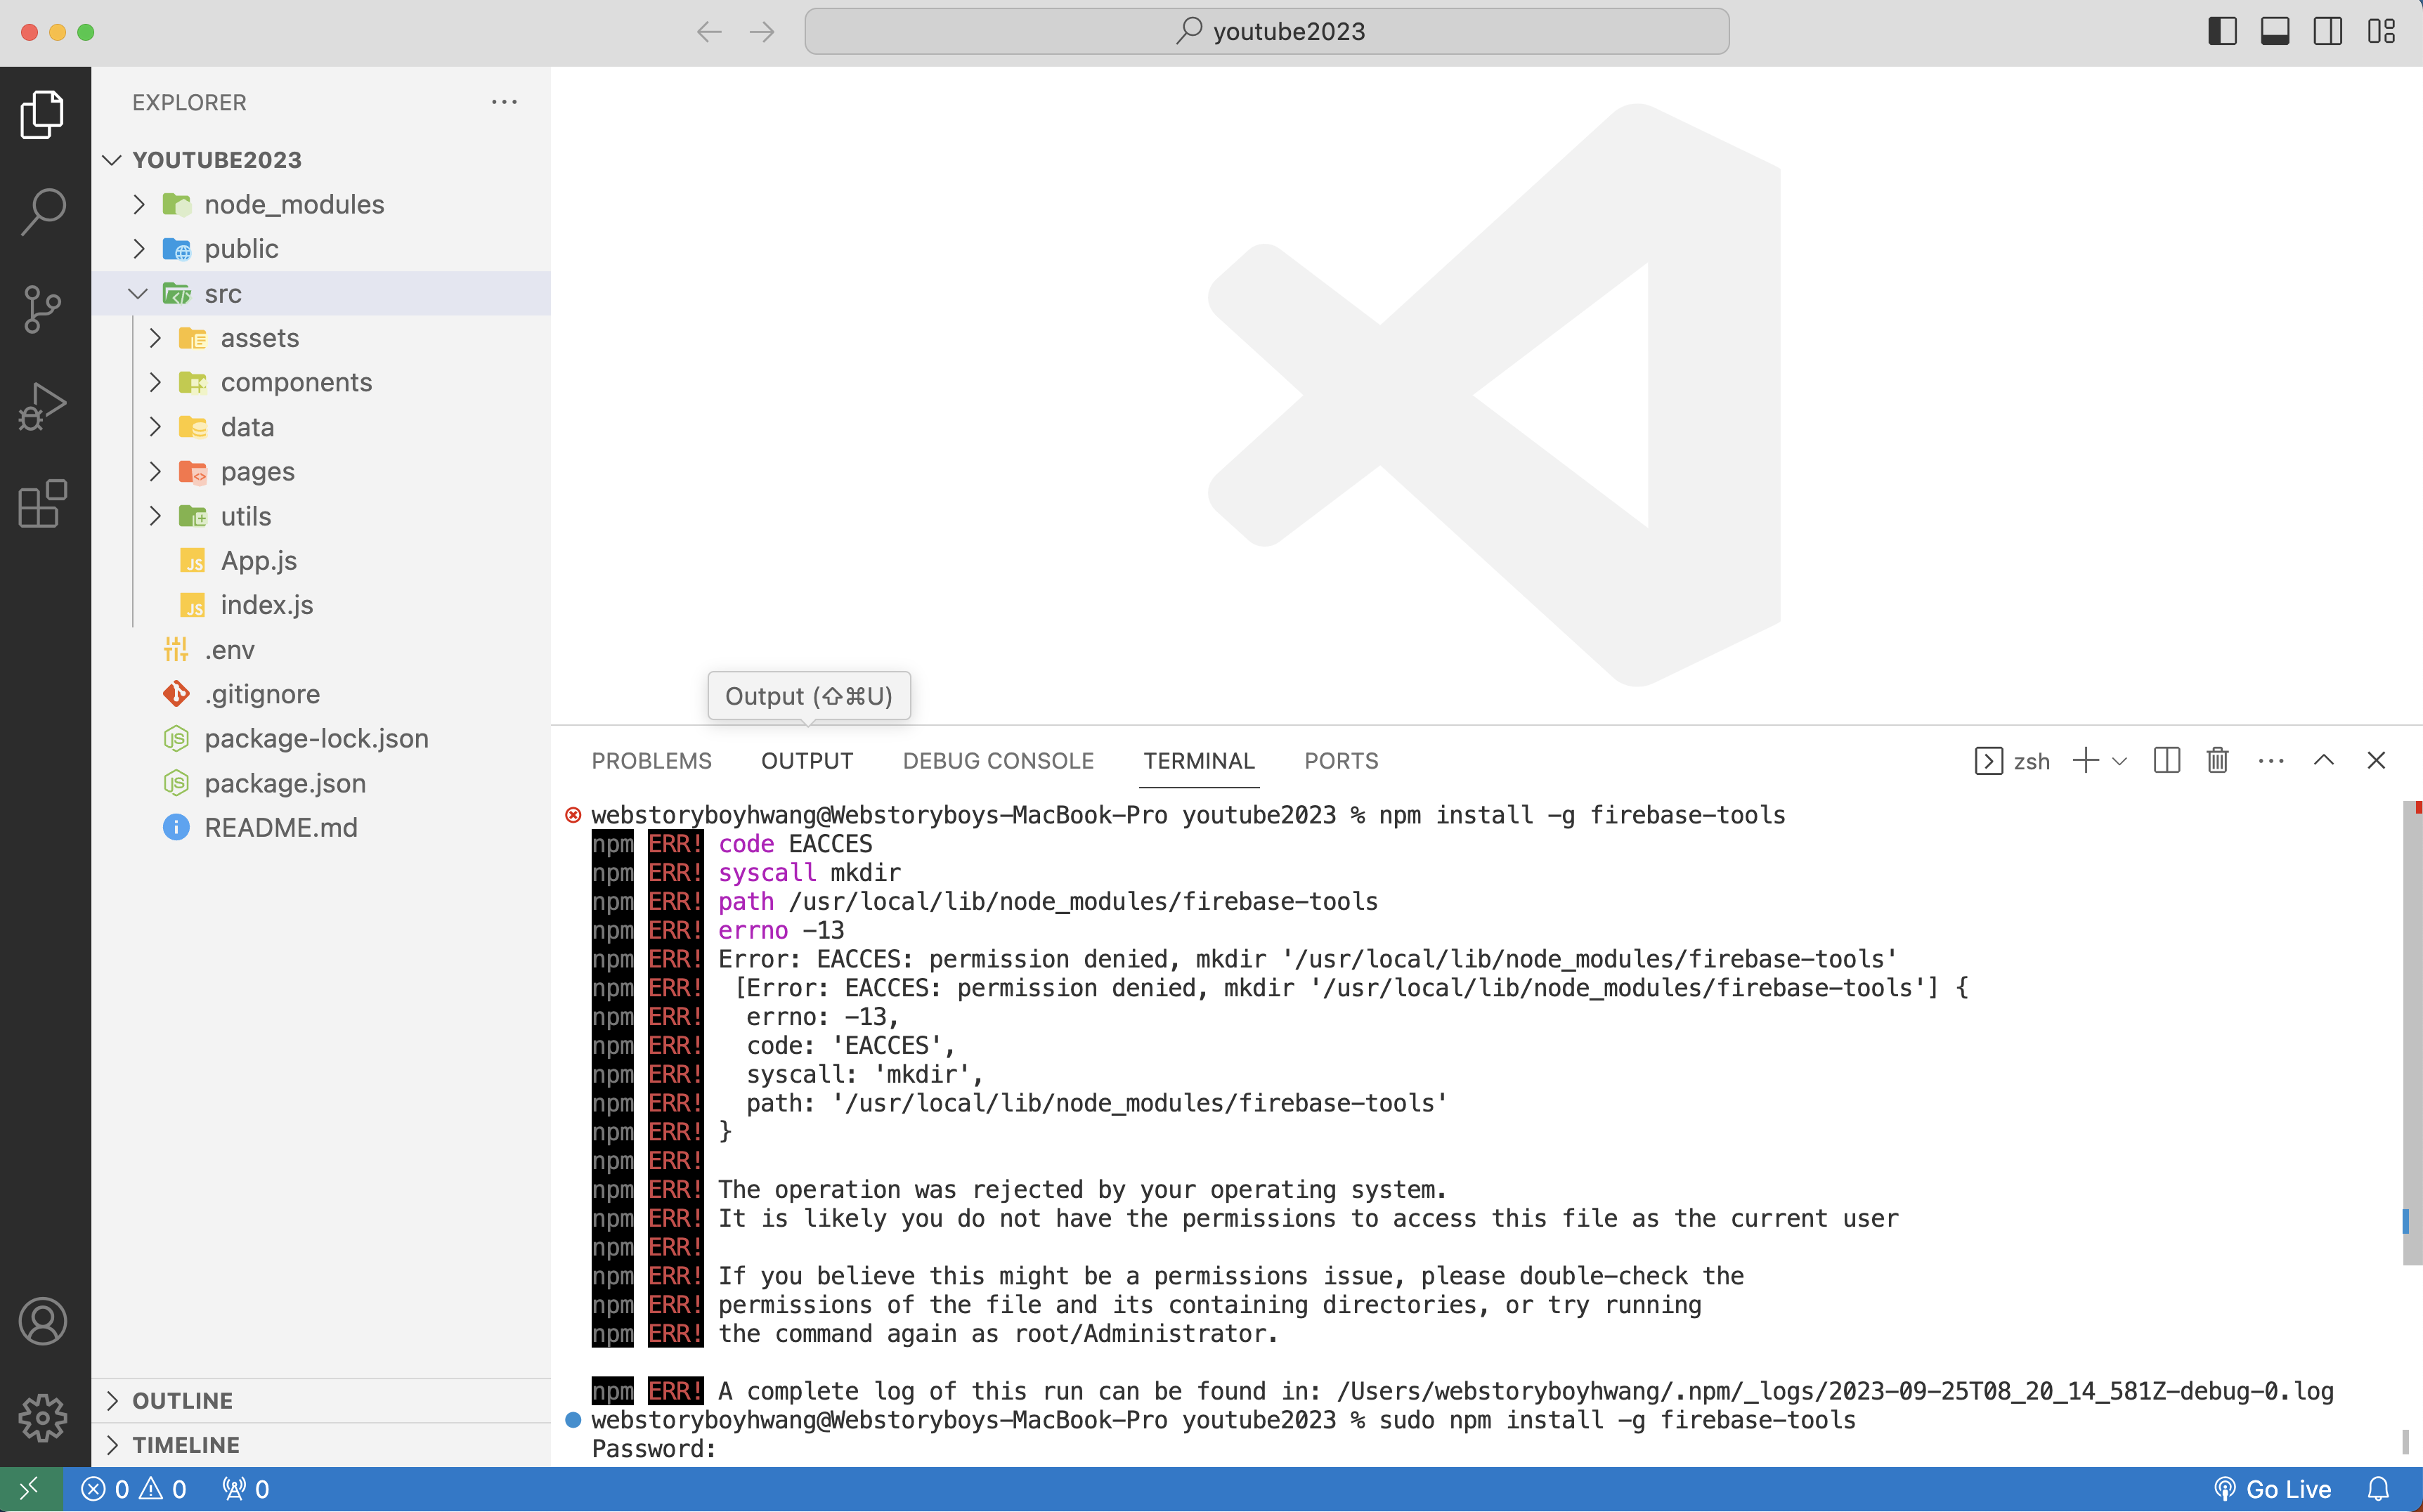 youtube2023
EXPLORER
YOUTUBE2023
node_modules
public
src
assets
components
data
pages
utils
App.js
index.js
.env
.gitignore
package-lock.json
package.json
README.md
OUTLINE
TIMELINE
Output (⇧⌘U)
PROBLEMS OUTPUT DEBUG CONSOLE TERMINAL PORTS zsh
webstoryboyhwang@Webstoryboys-MacBook-Pro youtube2023 % npm install -g firebase-tools
npm ERR! code EACCES
npm ERR! syscall mkdir
npm ERR! path /usr/local/lib/node_modules/firebase-tools
npm ERR! errno -13
npm ERR! Error: EACCES: permission denied, mkdir '/usr/local/lib/node_modules/firebase-tools'
npm ERR!  [Error: EACCES: permission denied, mkdir '/usr/local/lib/node_modules/firebase-tools'] {
npm ERR!   errno: -13,
npm ERR!   code: 'EACCES',
npm ERR!   syscall: 'mkdir',
npm ERR!   path: '/usr/local/lib/node_modules/firebase-tools'
npm ERR! }
npm ERR!
npm ERR! The operation was rejected by your operating system.
npm ERR! It is likely you do not have the permissions to access this file as the current user
npm ERR!
npm ERR! If you believe this might be a permissions issue, please double-check the
npm ERR! permissions of the file and its containing directories, or try running
npm ERR! the command again as root/Administrator.
npm ERR! A complete log of this run can be found in: /Users/webstoryboyhwang/.npm/_logs/2023-09-25T08_20_14_581Z-debug-0.log
webstoryboyhwang@Webstoryboys-MacBook-Pro youtube2023 % sudo npm install -g firebase-tools
Password:
0 0 0 Go Live